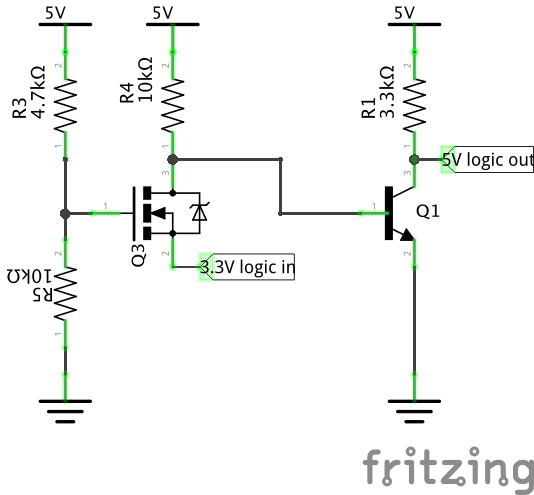 5V
5V
5V
R3
4.7kΩ
2
1
R4
10kΩ
2
1
R1
3.3kΩ
2
1
3
3
5V logic out
1
1
Q1
Q3
2
2
3.3V logic in
R5
10kΩ
2
1
fritzing